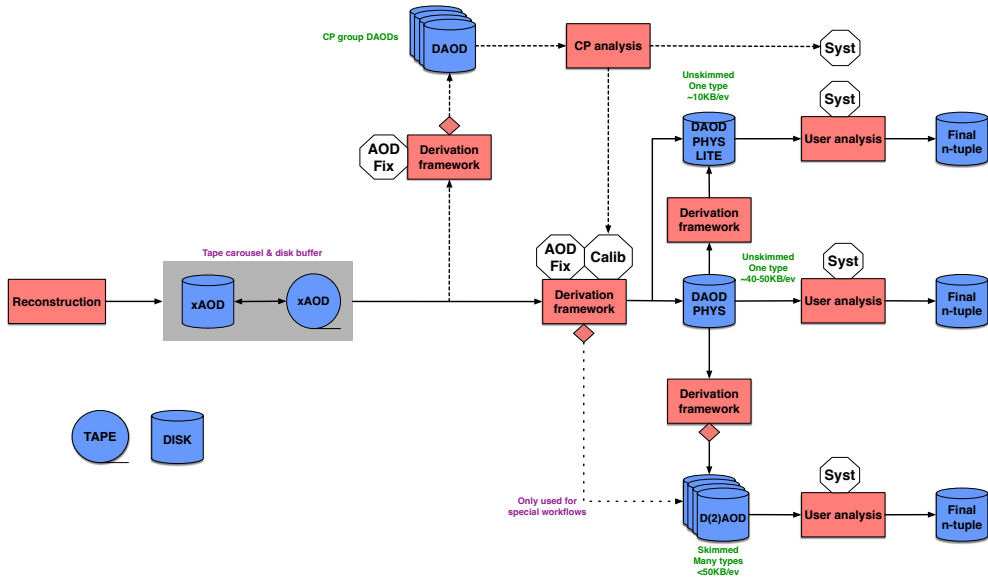 CP group DAODs
DAOD
CP analysis
Syst
Unskimmed
One type
~10KB/ev
Syst
AOD
Fix
Derivation
framework
DAOD
PHYS
LITE
User analysis
Final
n-tuple
Derivation
framework
Tape carousel & disk buffer
AOD
Fix
Calib
Unskimmed
One type
~40-50KB/ev
Syst
Reconstruction
xAOD
xAOD
Derivation
framework
DAOD
PHYS
User analysis
Final
n-tuple
Derivation
framework
TAPE
DISK
Syst
Only used for
special workflows
D(2)AOD
User analysis
Final
n-tuple
Skimmed
Many types
<50KB/ev